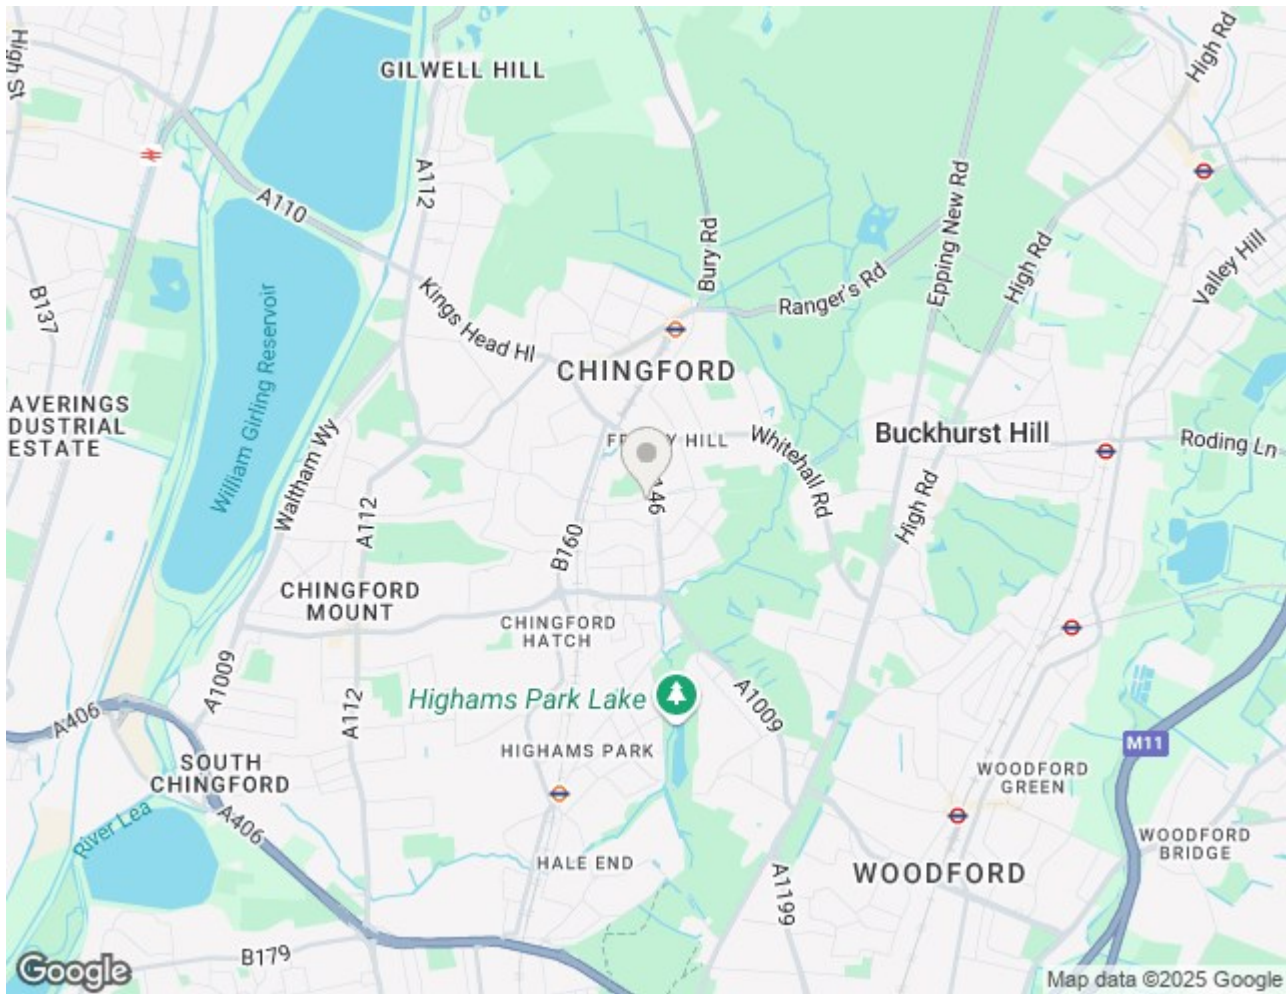 High St
GILWELL HILL
High Rd
A112
A110
Bury Rd
Epping New Rd
High Rd
Valley Hill
B137
Ranger's Rd
Kings Head Hl
William Girling Reservoir
CHINGFORD
AVERINGS
DUSTRIAL
ESTATE
Waltham Wy
HILL
Whitehall Rd
Buckhurst Hill
Roding Ln
A112
146
High Rd
B160
CHINGFORD
MOUNT
CHINGFORD
HATCH
A1009
Highams Park Lake
A1009
A406
A112
HIGHAMS PARK
M11
SOUTH
CHINGFORD
WOODFORD
GREEN
River Lea
A406
HALE END
WOODFORD
BRIDGE
WOODFORD
A1199
B179
Google
Map data ©2025 Google